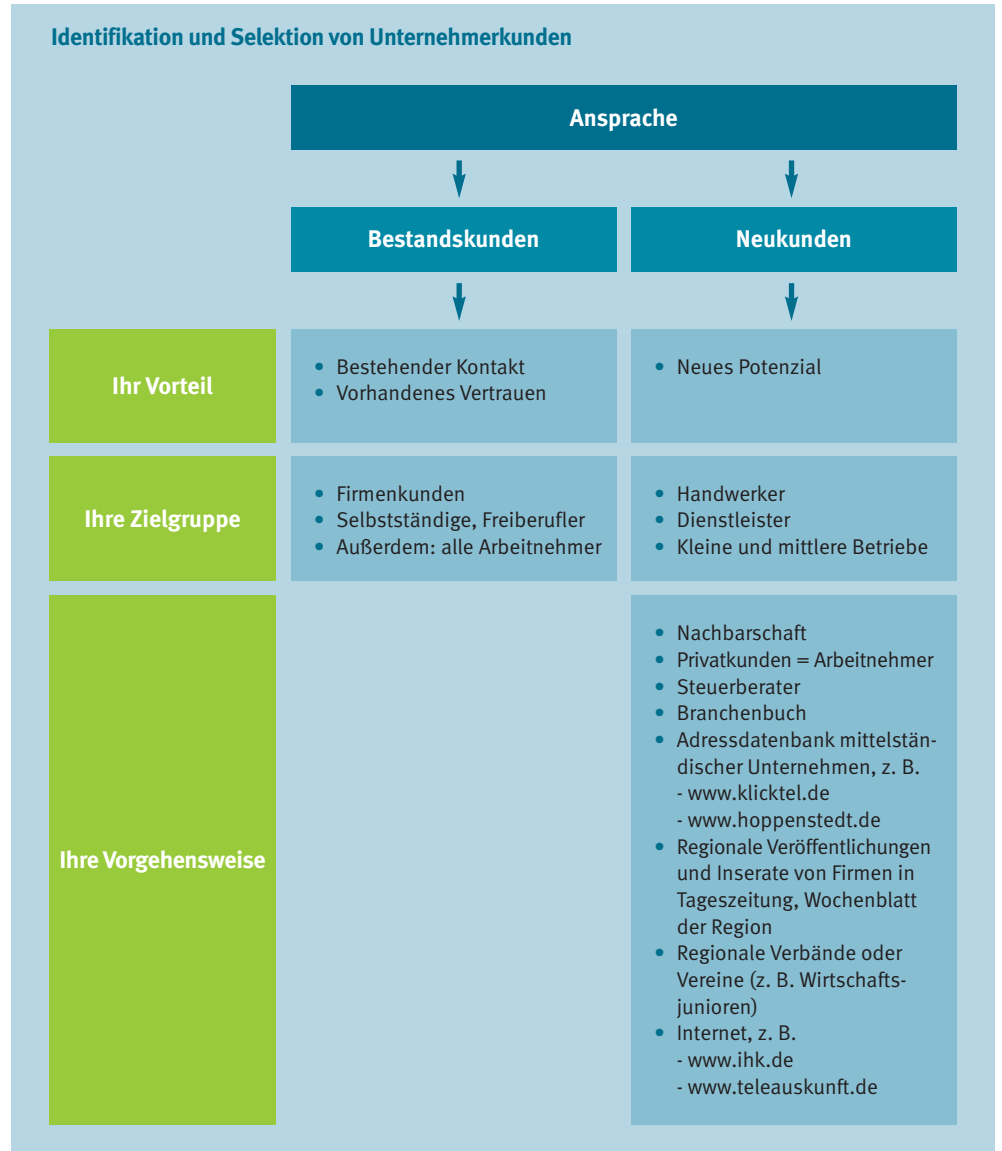 Identifikation und Selektion von Unternehmerkunden
Ansprache
Bestandskunden
Neukunden
Ihr Vorteil
• Bestehender Kontakt
• Vorhandenes Vertrauen
• Neues Potenzial
Ihre Zielgruppe
• Firmenkunden
• Selbstständige, Freiberufler
• Außerdem: alle Arbeitnehmer
• Handwerker
• Dienstleister
• Kleine und mittlere Betriebe
Ihre Vorgehensweise
• Nachbarschaft
• Privatkunden = Arbeitnehmer
• Steuerberater
• Branchenbuch
• Adressdatenbank mittelstän-
discher Unternehmen, z. B.
- www.klicktel.de
- www.hoppenstedt.de
• Regionale Veröffentlichungen
und Inserate von Firmen in
Tageszeitung, Wochenblatt
der Region
• Regionale Verbände oder
Vereine (z. B. Wirtschafts-
junioren)
• Internet, z. B.
- www.ihk.de
- www.teleauskunft.de